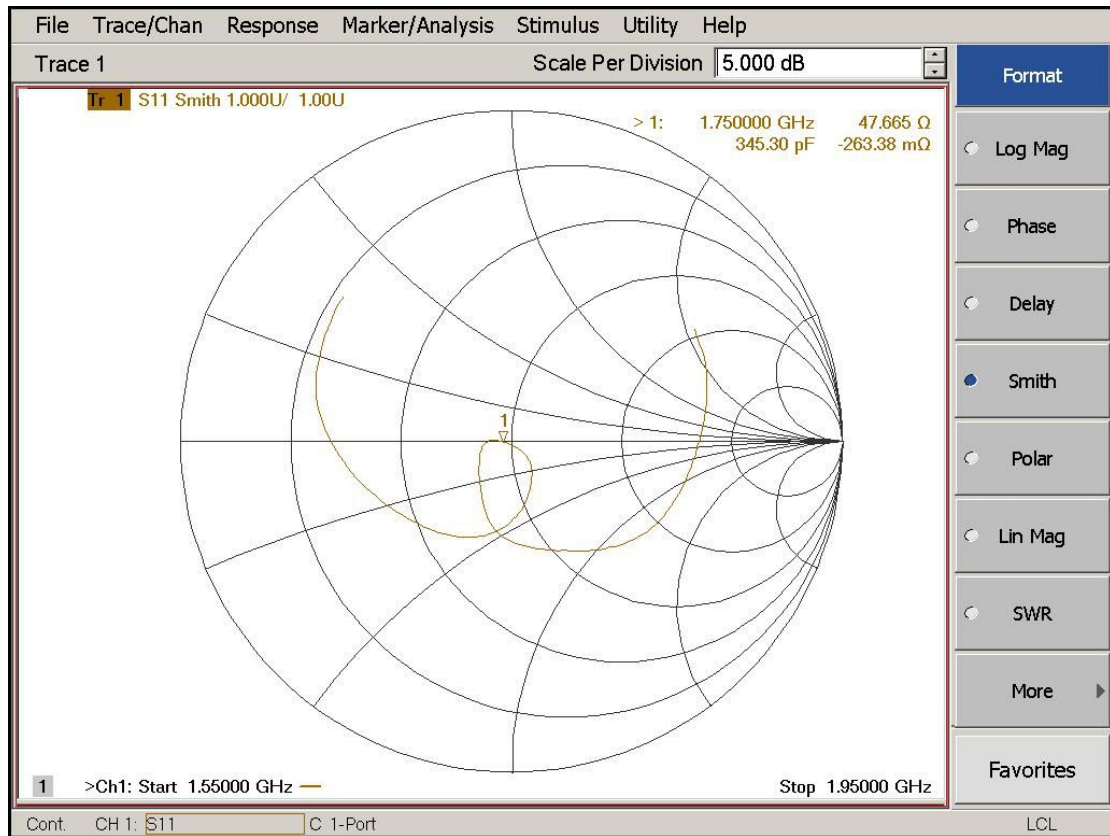 File Trace/Chan Response Marker/Analysis Stimulus Utility Help
Trace 1 Scale Per Division 5.000 dB
Tr 1 S11 Smith 1.000U/ 1.00U
> 1: 1.750000 GHz 47.665 Ω
345.30 pF -263.38 mΩ
1
1 >Ch1: Start 1.55000 GHz Stop 1.95000 GHz
Cont. CH 1: S11 C 1-Port LCL
Format
Log Mag
Phase
Delay
Smith
Polar
Lin Mag
SWR
More
Favorites